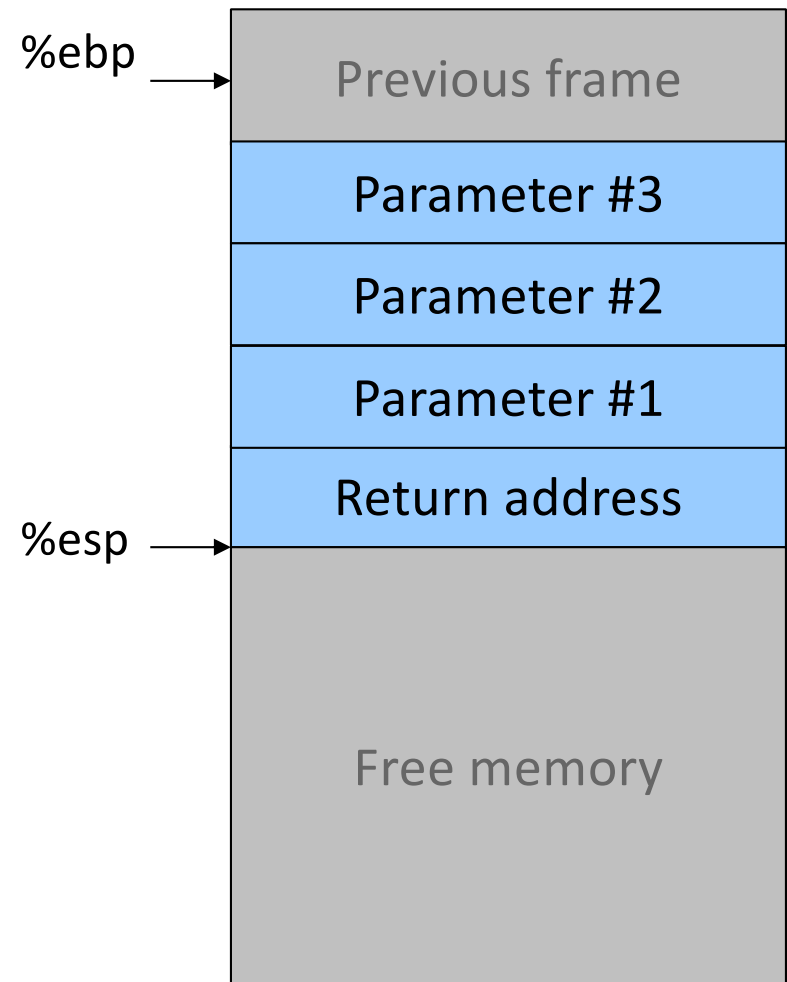 %ebp
Previous frame
Parameter #3
Parameter #2
Parameter #1
Return address
%esp
Free memory